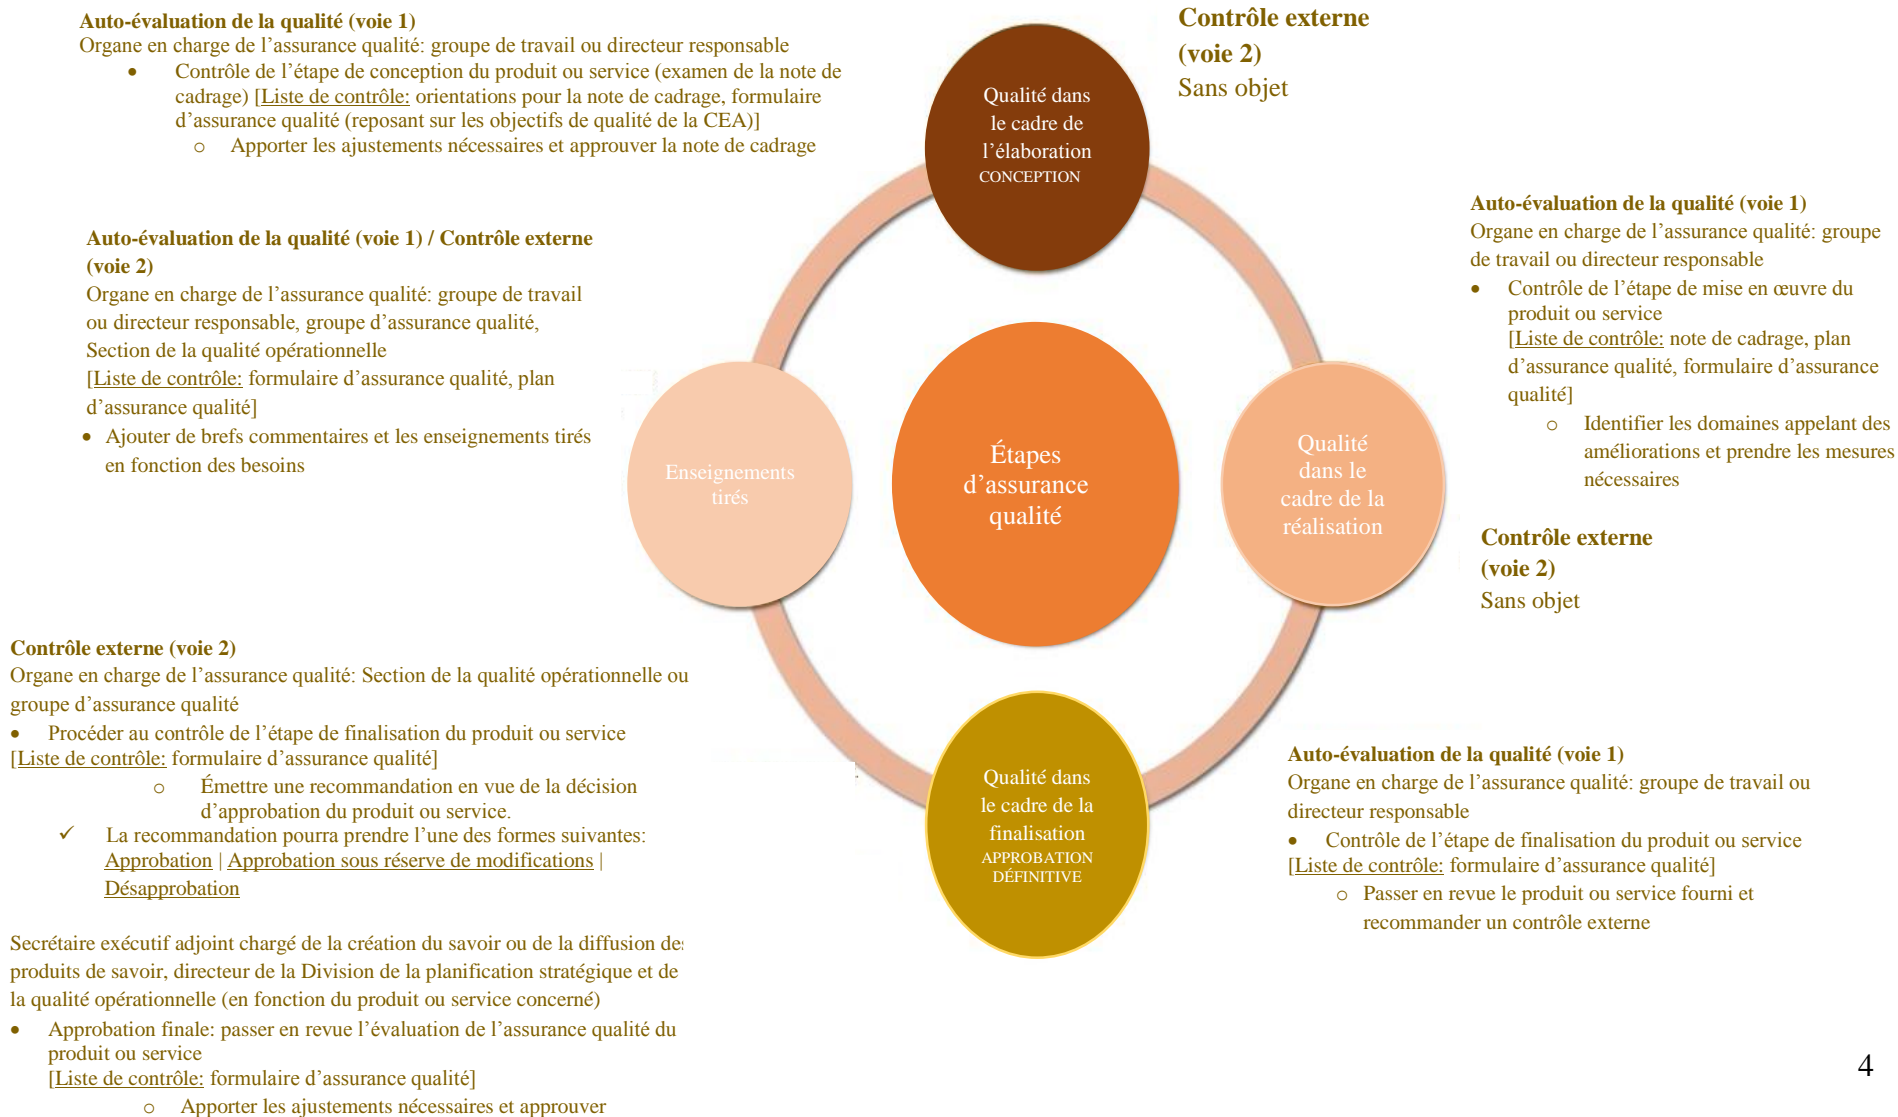 Auto-évaluation de la qualité (voie 1)
Organe en charge de l’assurance qualité: groupe de travail ou directeur responsable
• Contrôle de l’étape de conception du produit ou service (examen de la note de
cadrage) [Liste de contrôle: orientations pour la note de cadrage, formulaire
d’assurance qualité (reposant sur les objectifs de qualité de la CEA)]
o Apporter les ajustements nécessaires et approuver la note de cadrage
Contrôle externe
(voie 2)
Sans objet
Qualité dans
le cadre de
l’élaboration
CONCEPTION
Auto-évaluation de la qualité (voie 1)
Organe en charge de l’assurance qualité: groupe
de travail ou directeur responsable
• Contrôle de l’étape de mise en œuvre du
produit ou service
[Liste de contrôle: note de cadrage, plan
d’assurance qualité, formulaire d’assurance
qualité]
o Identifier les domaines appelant des
améliorations et prendre les mesures
nécessaires
Auto-évaluation de la qualité (voie 1) / Contrôle externe
(voie 2)
Organe en charge de l’assurance qualité: groupe de travail
ou directeur responsable, groupe d’assurance qualité,
Section de la qualité opérationnelle
[Liste de contrôle: formulaire d’assurance qualité, plan
d’assurance qualité]
• Ajouter de brefs commentaires et les enseignements tirés
en fonction des besoins
Enseignements
tirés
Étapes
d’assurance
qualité
Qualité
dans le
cadre de la
réalisation
Contrôle externe
(voie 2)
Sans objet
Contrôle externe (voie 2)
Organe en charge de l’assurance qualité: Section de la qualité opérationnelle ou
groupe d’assurance qualité
• Procéder au contrôle de l’étape de finalisation du produit ou service
[Liste de contrôle: formulaire d’assurance qualité]
o Émettre une recommandation en vue de la décision
d’approbation du produit ou service.
✓ La recommandation pourra prendre l’une des formes suivantes:
Approbation | Approbation sous réserve de modifications |
Désapprobation
Secrétaire exécutif adjoint chargé de la création du savoir ou de la diffusion des
produits de savoir, directeur de la Division de la planification stratégique et de
la qualité opérationnelle (en fonction du produit ou service concerné)
• Approbation finale: passer en revue l’évaluation de l’assurance qualité du
produit ou service
[Liste de contrôle: formulaire d’assurance qualité]
o Apporter les ajustements nécessaires et approuver
Qualité dans
le cadre de la
finalisation
APPROBATION
DÉFINITIVE
Auto-évaluation de la qualité (voie 1)
Organe en charge de l’assurance qualité: groupe de travail ou
directeur responsable
• Contrôle de l’étape de finalisation du produit ou service
[Liste de contrôle: formulaire d’assurance qualité]
o Passer en revue le produit ou service fourni et
recommander un contrôle externe
4